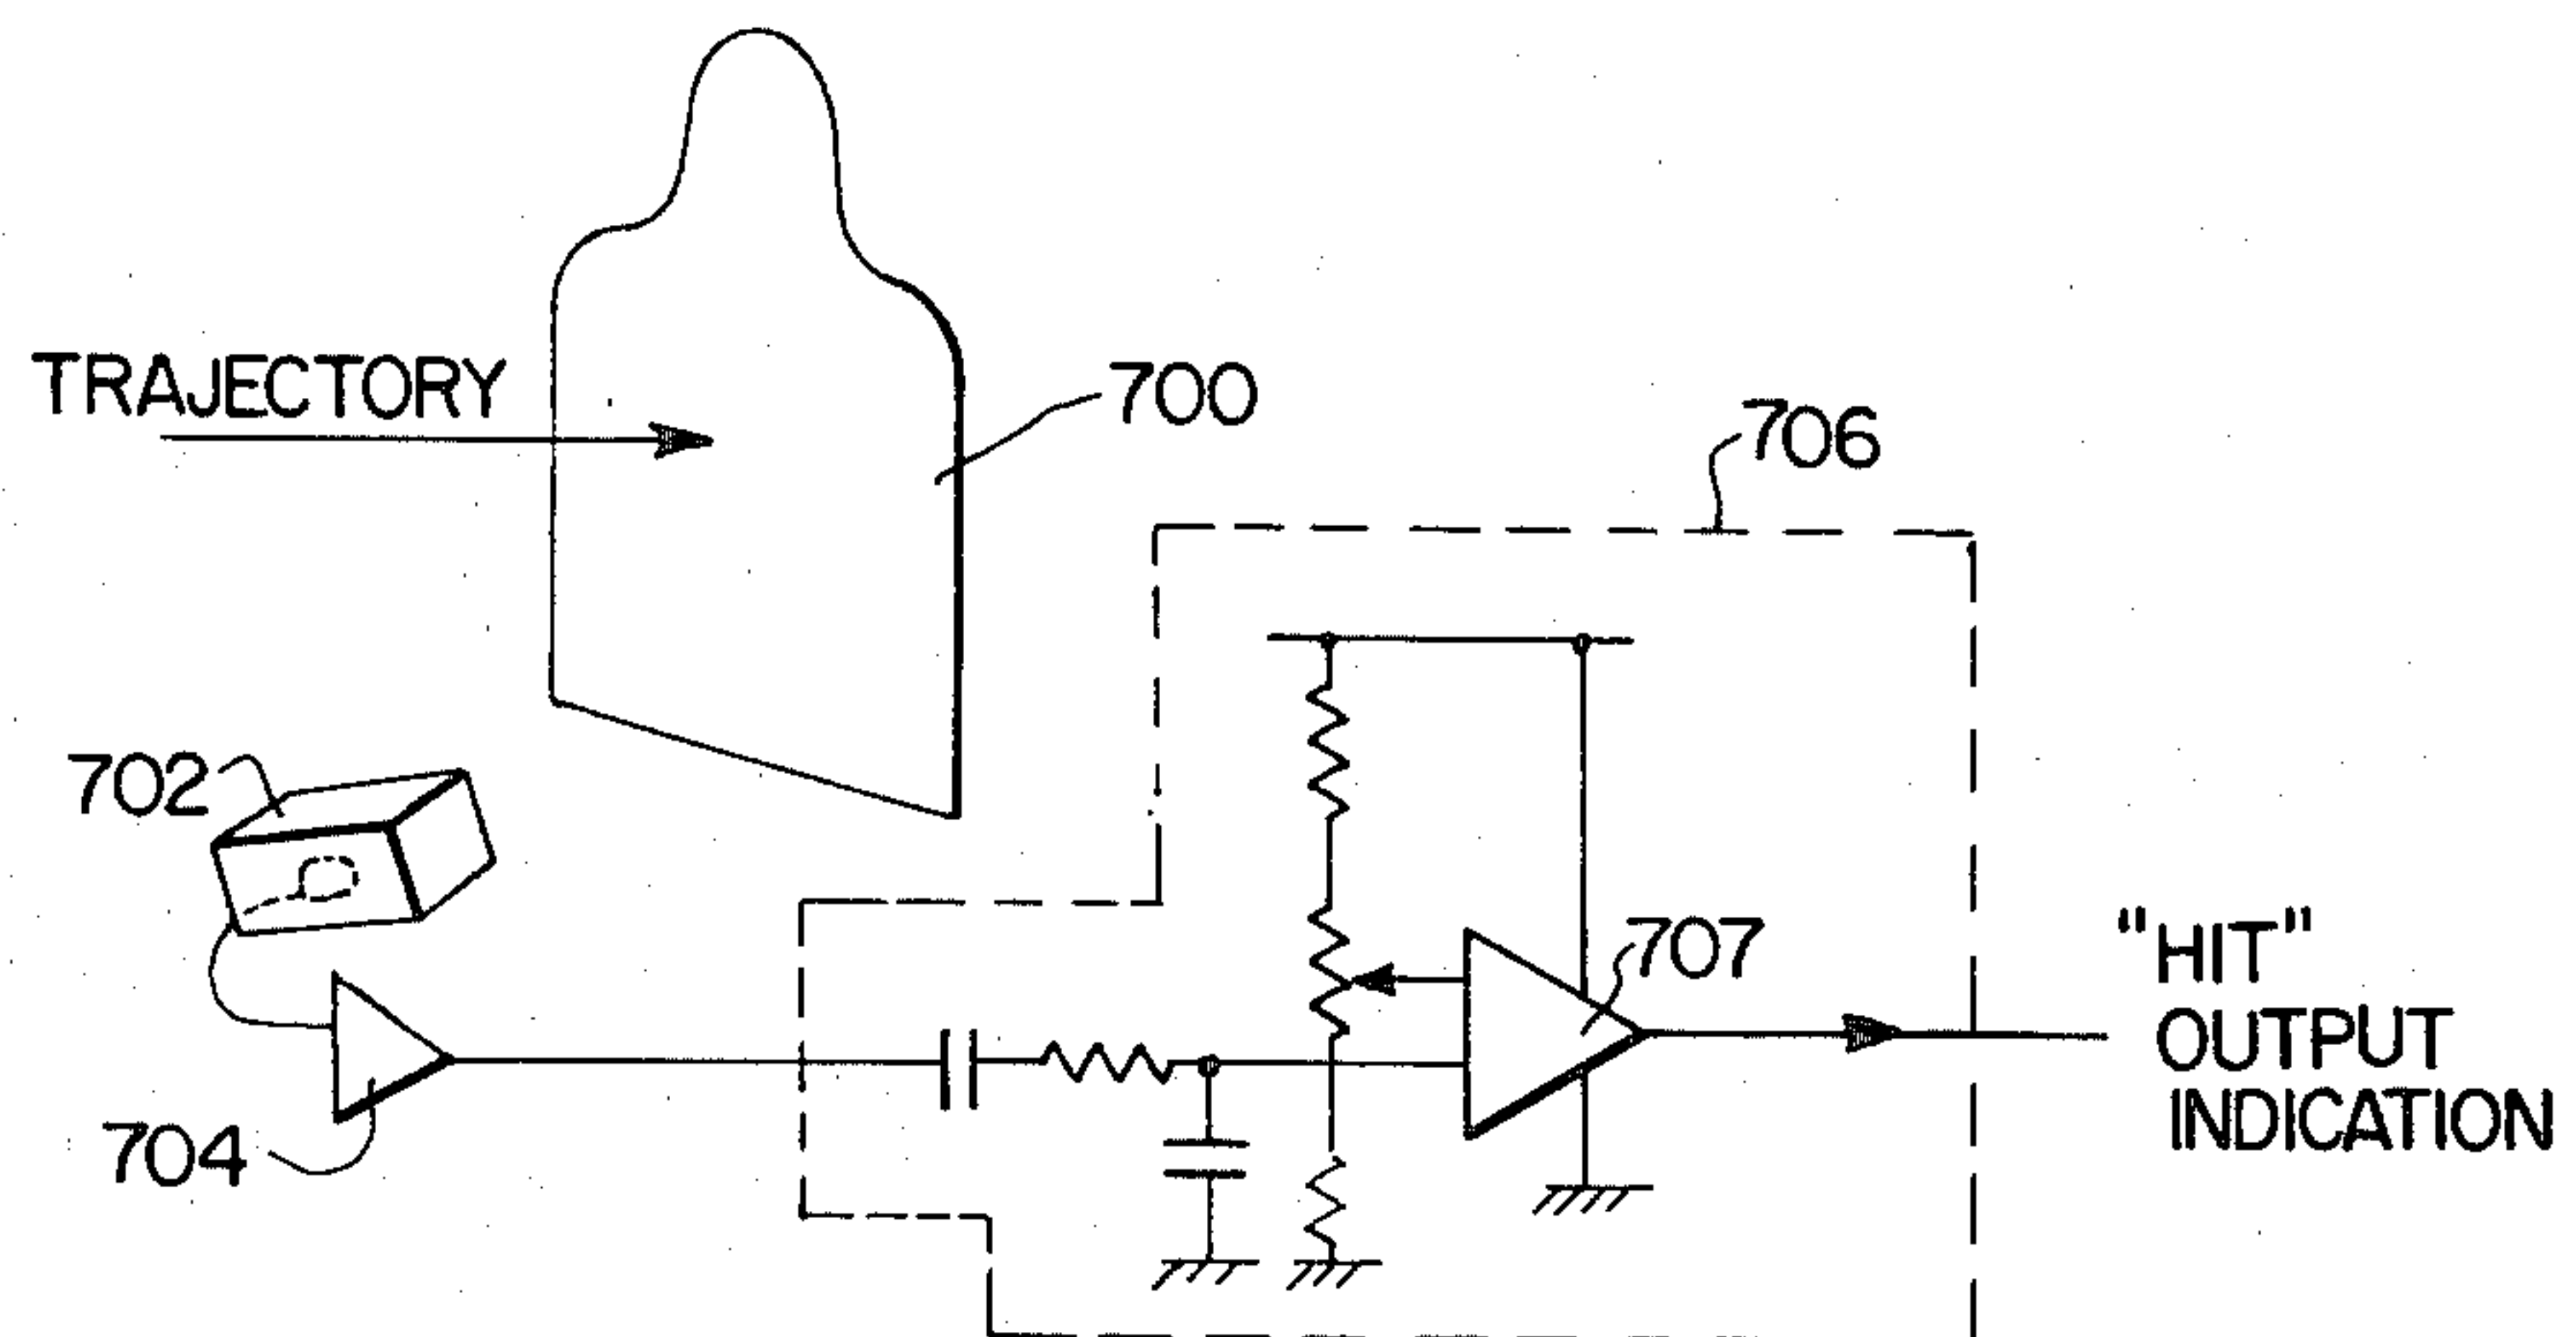 TRAJECTORY
700
706
702
707
704
"HIT"
OUTPUT
INDICATION